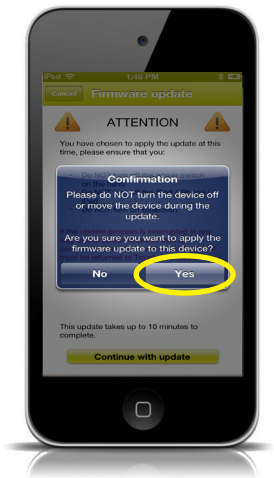 iPod 1:46 PM
Cancel Firmware update
ATTENTION
You have chosen to apply the update at this
time, please ensure that you:
Confirmation
Please do NOT turn the device off
or move the device during the
update.
Are you sure you want to apply the
firmware update to this device?
No Yes
This update takes up to 10 minutes to
complete.
Continue with update